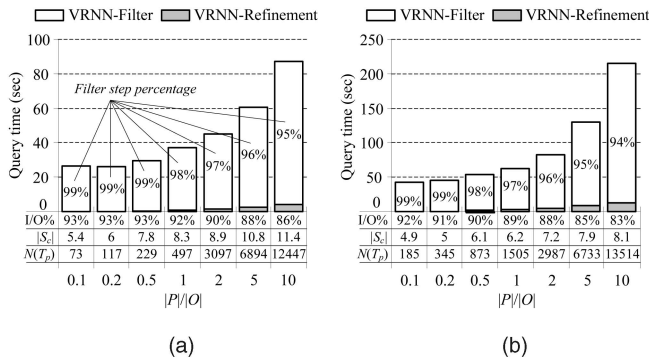 VRNN-Filter VRNN-Refinement
Query time (sec)
100
80
60
40
20
0
Filter step percentage
99% 99% 99% 98% 97% 96% 95%
I/O% 93% 93% 93% 92% 90% 88% 86%
|Sc| 5.4 6 7.8 8.3 8.9 10.8 11.4
N(Tp) 73 117 229 497 3097 6894 12447
0.1 0.2 0.5 1 2 5 10
|P|/|O|
(a)
VRNN-Filter VRNN-Refinement
Query time (sec)
250
200
150
100
50
0
99% 99% 98% 97% 96% 95% 94%
I/O% 92% 91% 90% 89% 88% 85% 83%
|Sc| 4.9 5 6.1 6.2 7.2 7.9 8.1
N(Tp) 185 345 873 1505 2987 6733 13514
0.1 0.2 0.5 1 2 5 10
|P|/|O|
(b)